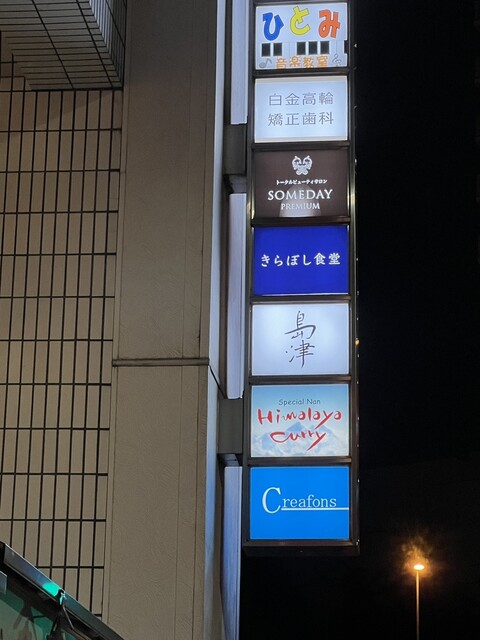 ひとみ
音楽教室
白金高輪
矯正歯科
トータルビューティサロン
SOMEDAY
PREMIUM
きらぼし食堂
島津
Special Nan
Himalaya
Curry
Creafons